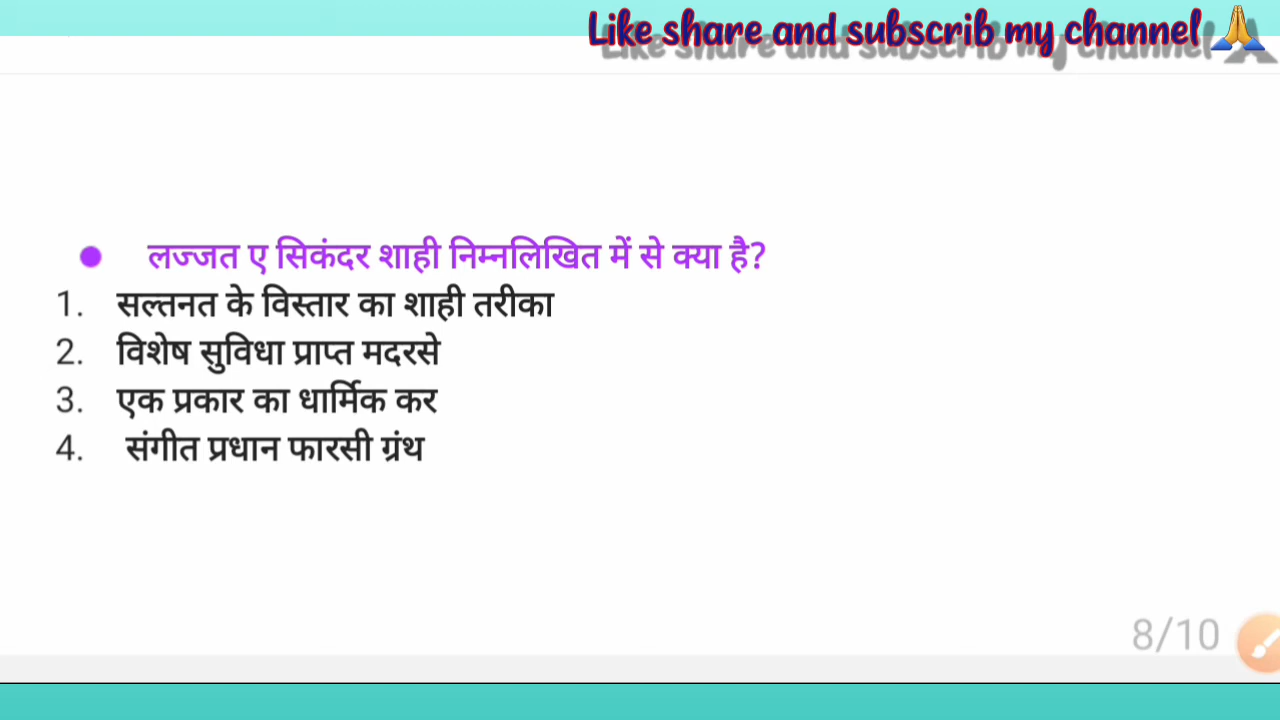 Like share and subscrib my channel 🙏
● लज्जत ए सिकंदर शाही निम्नलिखित में से क्या है?
1. सल्तनत के विस्तार का शाही तरीका
2. विशेष सुविधा प्राप्त मदरसे
3. एक प्रकार का धार्मिक कर
4. संगीत प्रधान फारसी ग्रंथ
8/10